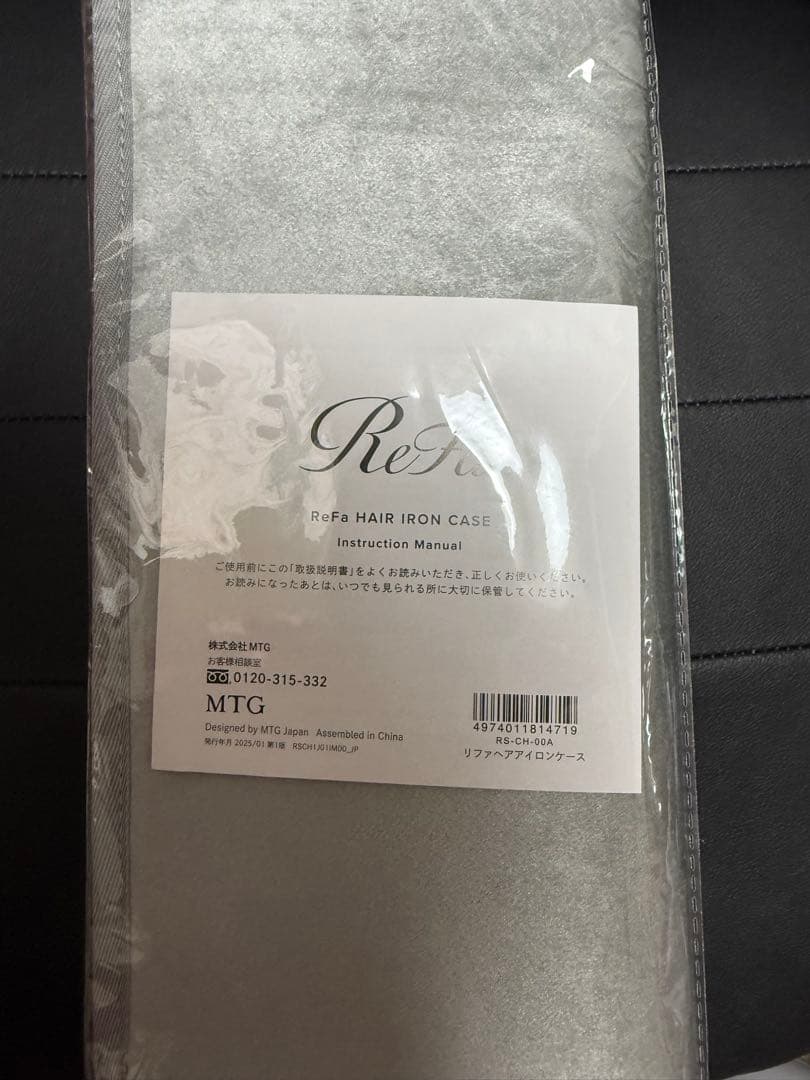 ReFa
ReFa HAIR IRON CASE
Instruction Manual
ご使用前にこの「取扱説明書」をよくお読みいただき、正しくお使いください。
お読みになったあとは、いつでも見られる所に大切に保管してください。
株式会社MTG
お客様相談室
0120-315-332
MTG
Designed by MTG Japan Assembled in China
発行年月 2025/01 第1版 RSCH1J01IM00_JP
4974011814719
RS-CH-00A
リファヘアアイロンケース